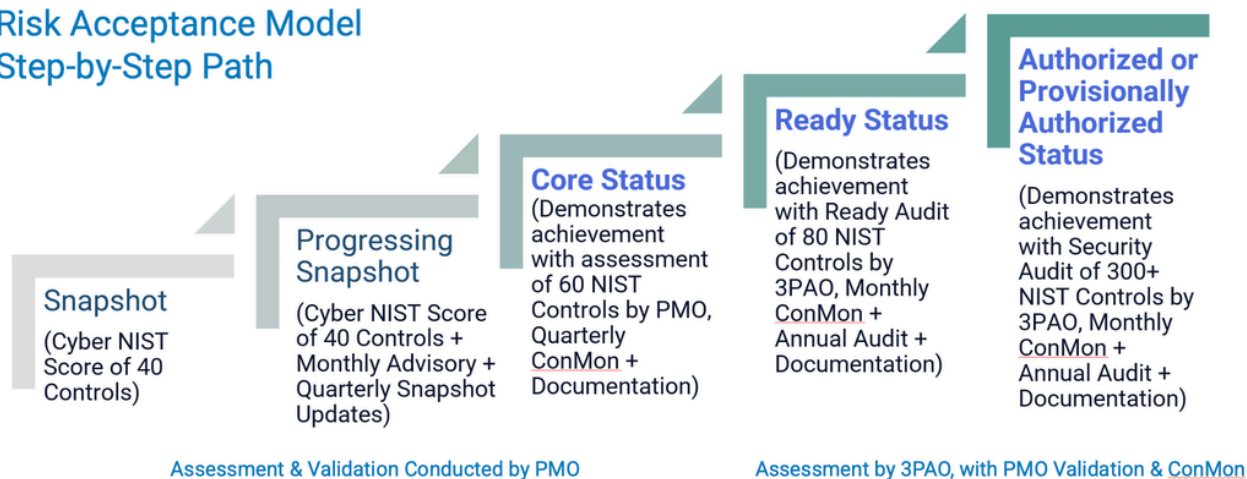 Risk Acceptance Model
Step-by-Step Path
Snapshot
(Cyber NIST
Score of 40
Controls)
Progressing
Snapshot
(Cyber NIST Score
of 40 Controls +
Monthly Advisory +
Quarterly Snapshot
Updates)
Core Status
(Demonstrates
achievement
with assessment
of 60 NIST
Controls by PMO,
Quarterly
ConMon +
Documentation)
Ready Status
(Demonstrates
achievement
with Ready Audit
of 80 NIST
Controls by
3PAO, Monthly
ConMon +
Annual Audit +
Documentation)
Authorized or
Provisionally
Authorized
Status
(Demonstrates
achievement
with Security
Audit of 300+
NIST Controls by
3PAO, Monthly
ConMon +
Annual Audit +
Documentation)
Assessment & Validation Conducted by PMO
Assessment by 3PAO, with PMO Validation & ConMon